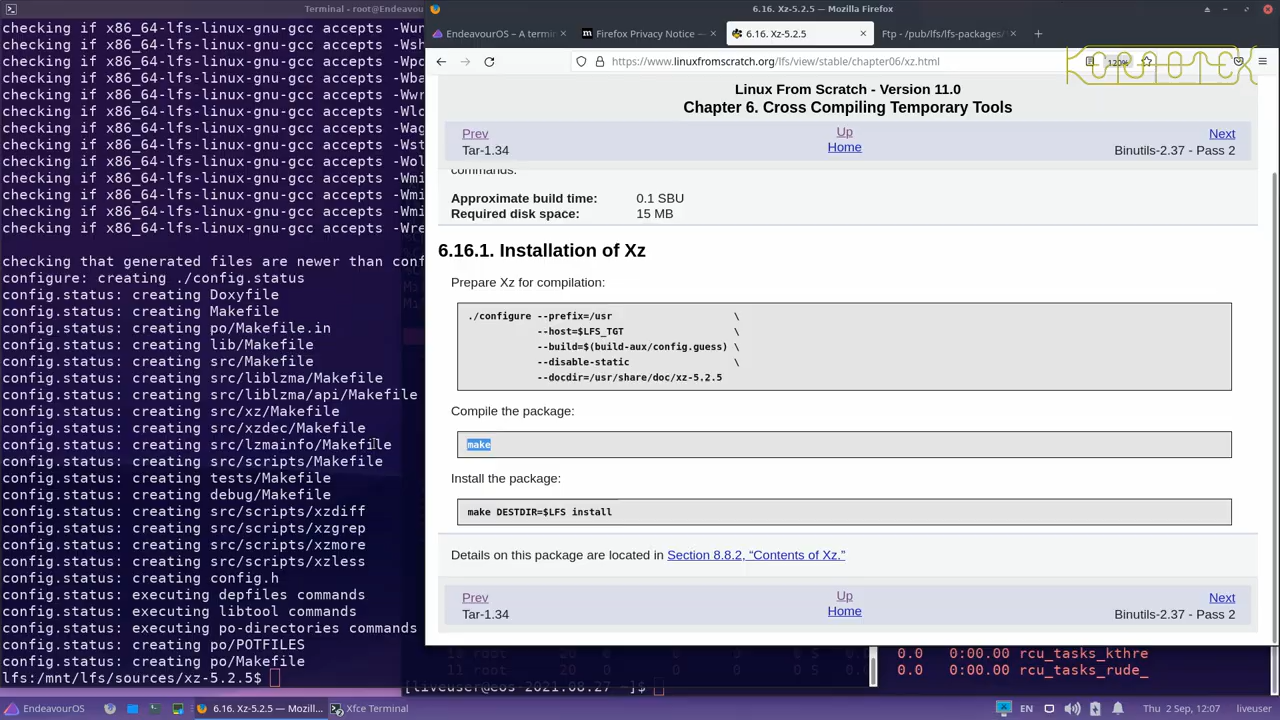 Terminal - root@Endeavou
6.16. Xz-5.2.5 — Mozilla Firefox
EndeavourOS – A termin
Firefox Privacy Notice —
6.16. Xz-5.2.5
Ftp - /pub/lfs/lfs-packages/
https://www.linuxfromscratch.org/lfs/view/stable/chapter06/xz.html
120%
KONIOTEX
checking if x86_64-lfs-linux-gnu-gcc accepts -Wun
checking if x86_64-lfs-linux-gnu-gcc accepts -Wsh
checking if x86_64-lfs-linux-gnu-gcc accepts -Wpo
checking if x86_64-lfs-linux-gnu-gcc accepts -Wba
checking if x86_64-lfs-linux-gnu-gcc accepts -Wwr
checking if x86_64-lfs-linux-gnu-gcc accepts -Wlo
checking if x86_64-lfs-linux-gnu-gcc accepts -Wag
checking if x86_64-lfs-linux-gnu-gcc accepts -Wst
checking if x86_64-lfs-linux-gnu-gcc accepts -Wol
checking if x86_64-lfs-linux-gnu-gcc accepts -Wmi
checking if x86_64-lfs-linux-gnu-gcc accepts -Wmi
checking if x86_64-lfs-linux-gnu-gcc accepts -Wmi
checking if x86_64-lfs-linux-gnu-gcc accepts -Wre
checking that generated files are newer than conf
configure: creating ./config.status
config.status: creating Doxyfile
config.status: creating Makefile
config.status: creating po/Makefile.in
config.status: creating lib/Makefile
config.status: creating src/Makefile
config.status: creating src/liblzma/Makefile
config.status: creating src/liblzma/api/Makefile
config.status: creating src/xz/Makefile
config.status: creating src/xzdec/Makefile
config.status: creating src/lzmainfo/Makefile
config.status: creating src/scripts/Makefile
config.status: creating tests/Makefile
config.status: creating debug/Makefile
config.status: creating src/scripts/xzdiff
config.status: creating src/scripts/xzgrep
config.status: creating src/scripts/xzmore
config.status: creating src/scripts/xzless
config.status: creating config.h
config.status: executing depfiles commands
config.status: executing libtool commands
config.status: executing po-directories commands
config.status: creating po/POTFILES
config.status: creating po/Makefile
lfs:/mnt/lfs/sources/xz-5.2.5$
Linux From Scratch - Version 11.0
Chapter 6. Cross Compiling Temporary Tools
Prev
Up
Next
Tar-1.34
Home
Binutils-2.37 - Pass 2
commands.
Approximate build time: 0.1 SBU
Required disk space: 15 MB
6.16.1. Installation of Xz
Prepare Xz for compilation:
./configure --prefix=/usr \
--host=$LFS_TGT \
--build=$(build-aux/config.guess) \
--disable-static \
--docdir=/usr/share/doc/xz-5.2.5
Compile the package:
make
Install the package:
make DESTDIR=$LFS install
Details on this package are located in Section 8.8.2, “Contents of Xz.”
Prev
Up
Next
Tar-1.34
Home
Binutils-2.37 - Pass 2
0.0 0:00.00 rcu_tasks_kthre
11 root 20 0 0 0.0 0:00.00 rcu_tasks_rude_
[liveuser@eos-2021.08.27 ~]$
EndeavourOS
6.16. Xz-5.2.5 — Mozill...
Xfce Terminal
EN
Thu 2 Sep, 12:07
liveuser